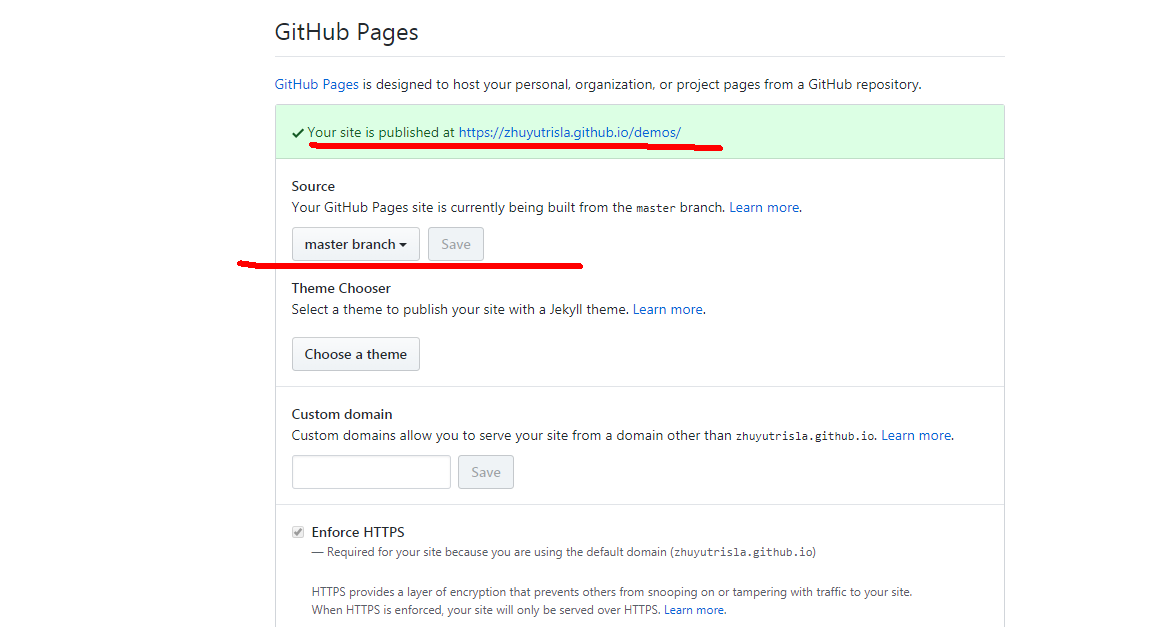 GitHub Pages
GitHub Pages is designed to host your personal, organization, or project pages from a GitHub repository.
Your site is published at https://zhuyutrisla.github.io/demos/
Source
Your GitHub Pages site is currently being built from the master branch. Learn more.
master branch Save
Theme Chooser
Select a theme to publish your site with a Jekyll theme. Learn more.
Choose a theme
Custom domain
Custom domains allow you to serve your site from a domain other than zhuyutrisla.github.io. Learn more.
Save
Enforce HTTPS
— Required for your site because you are using the default domain (zhuyutrisla.github.io)
HTTPS provides a layer of encryption that prevents others from snooping on or tampering with traffic to your site.
When HTTPS is enforced, your site will only be served over HTTPS. Learn more.